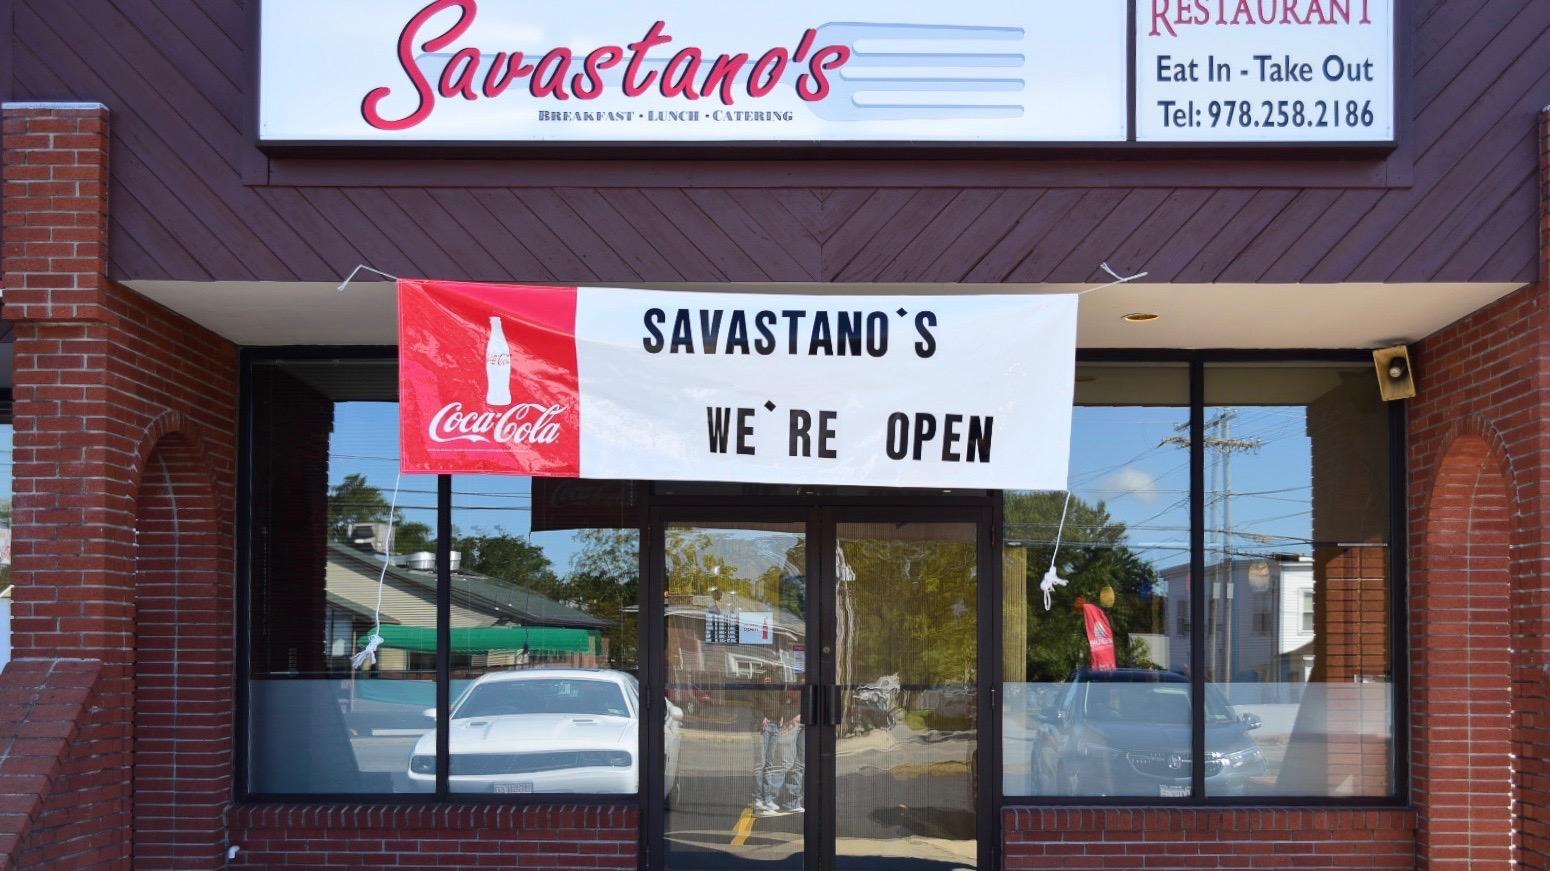 Savastano's
BREAKFAST · LUNCH · CATERING
RESTAURANT
Eat In - Take Out
Tel: 978.258.2186
SAVASTANO`S
WE`RE OPEN
Coca-Cola